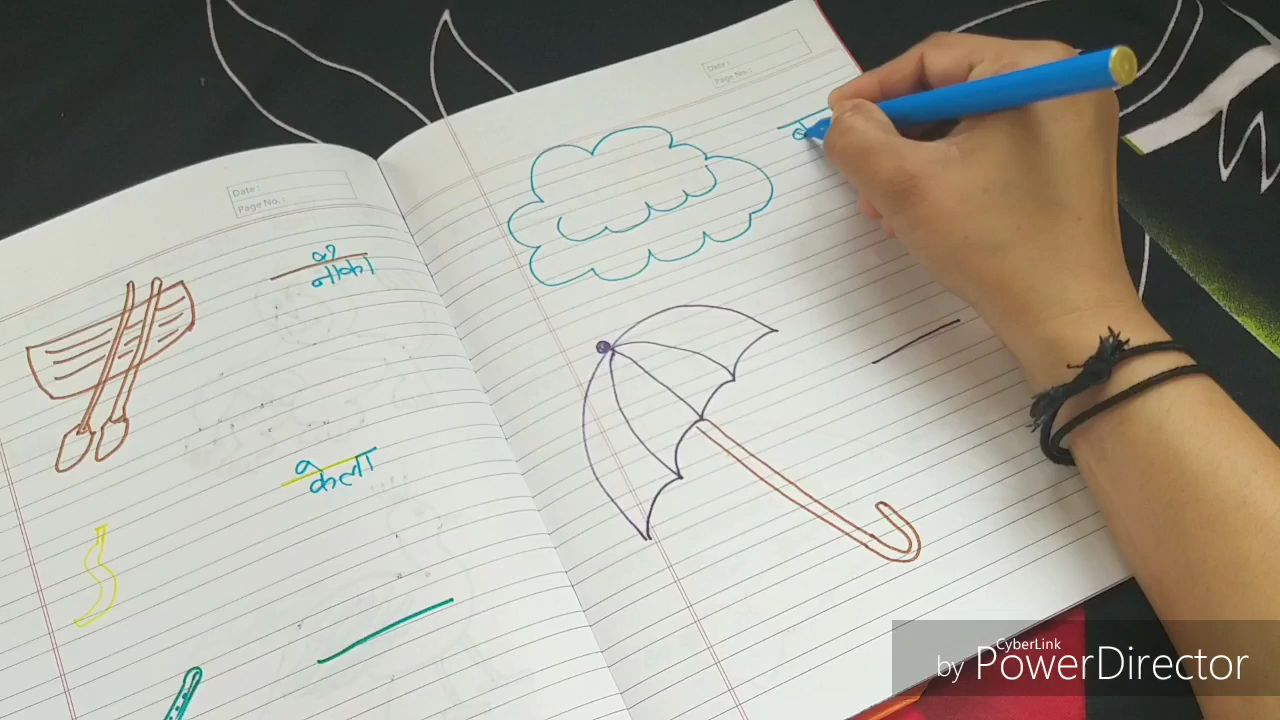 Date :
Page No. :
नौका
केला
Date :
Page No. :
by CyberLink PowerDirector